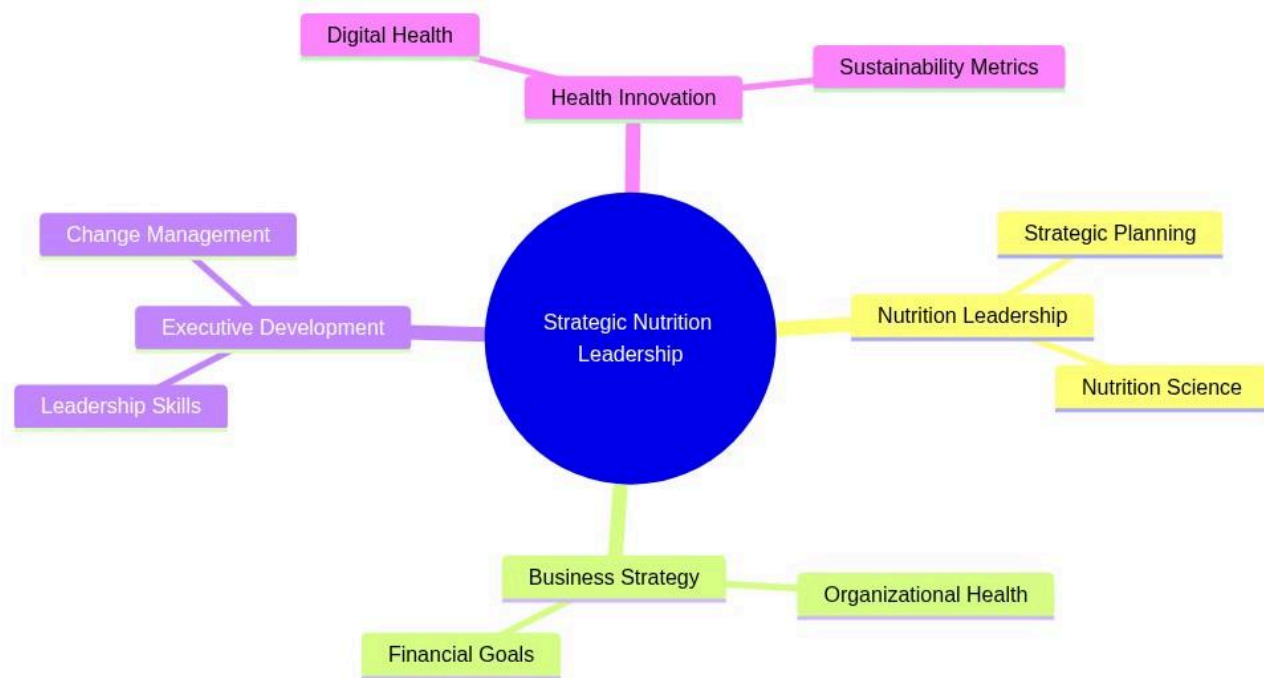 Digital Health
Sustainability Metrics
Health Innovation
Change Management
Strategic Planning
Executive Development
Strategic Nutrition
Leadership
Nutrition Leadership
Leadership Skills
Nutrition Science
Business Strategy
Organizational Health
Financial Goals